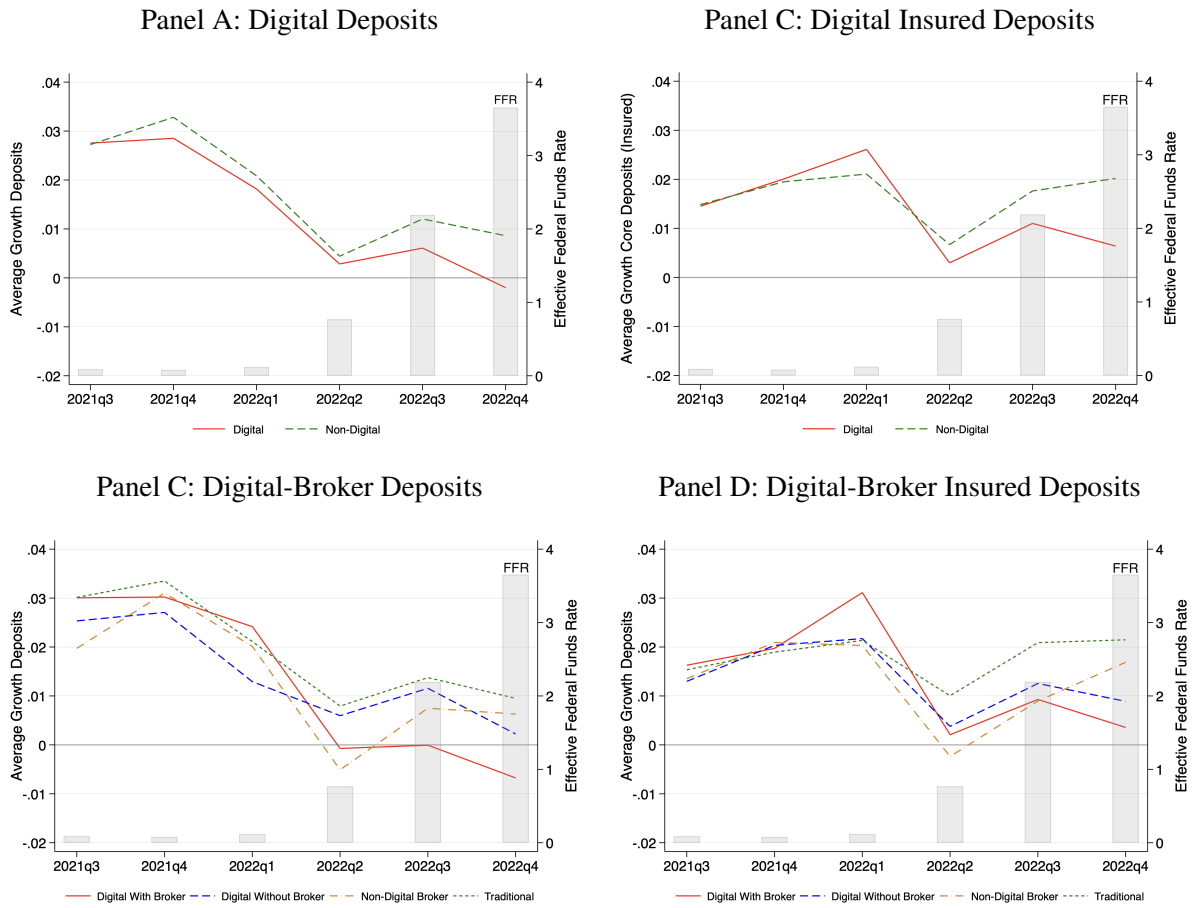 Panel A: Digital Deposits
.04
.03
.02
.01
0
-.01
-.02
Average Growth Deposits
4
3
2
1
0
Effective Federal Funds Rate
FFR
2021q3 2021q4 2022q1 2022q2 2022q3 2022q4
Digital Non-Digital
Panel C: Digital Insured Deposits
.04
.03
.02
.01
0
-.01
-.02
Average Growth Core Deposits (Insured)
4
3
2
1
0
Effective Federal Funds Rate
FFR
2021q3 2021q4 2022q1 2022q2 2022q3 2022q4
Digital Non-Digital
Panel C: Digital-Broker Deposits
.04
.03
.02
.01
0
-.01
-.02
Average Growth Deposits
4
3
2
1
0
Effective Federal Funds Rate
FFR
2021q3 2021q4 2022q1 2022q2 2022q3 2022q4
Digital With Broker Digital Without Broker Non-Digital Broker Traditional
Panel D: Digital-Broker Insured Deposits
.04
.03
.02
.01
0
-.01
-.02
Average Growth Deposits
4
3
2
1
0
Effective Federal Funds Rate
FFR
2021q3 2021q4 2022q1 2022q2 2022q3 2022q4
Digital With Broker Digital Without Broker Non-Digital Broker Traditional